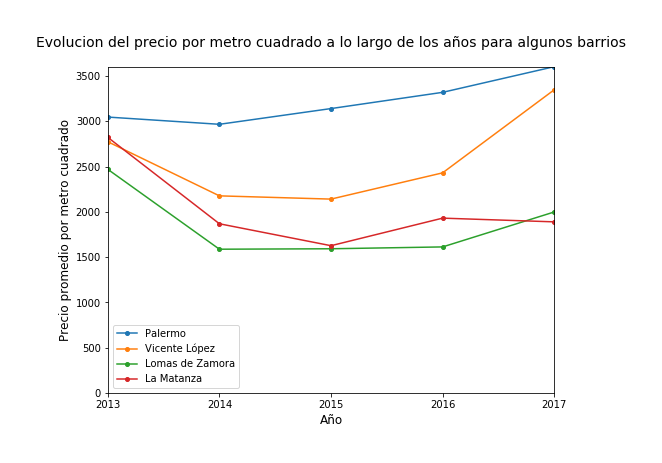 Evolucion del precio por metro cuadrado a lo largo de los años para algunos barrios
Precio promedio por metro cuadrado
3500
3000
2500
2000
1500
1000
500
0
Palermo
Vicente López
Lomas de Zamora
La Matanza
2013 2014 2015 2016 2017
Año